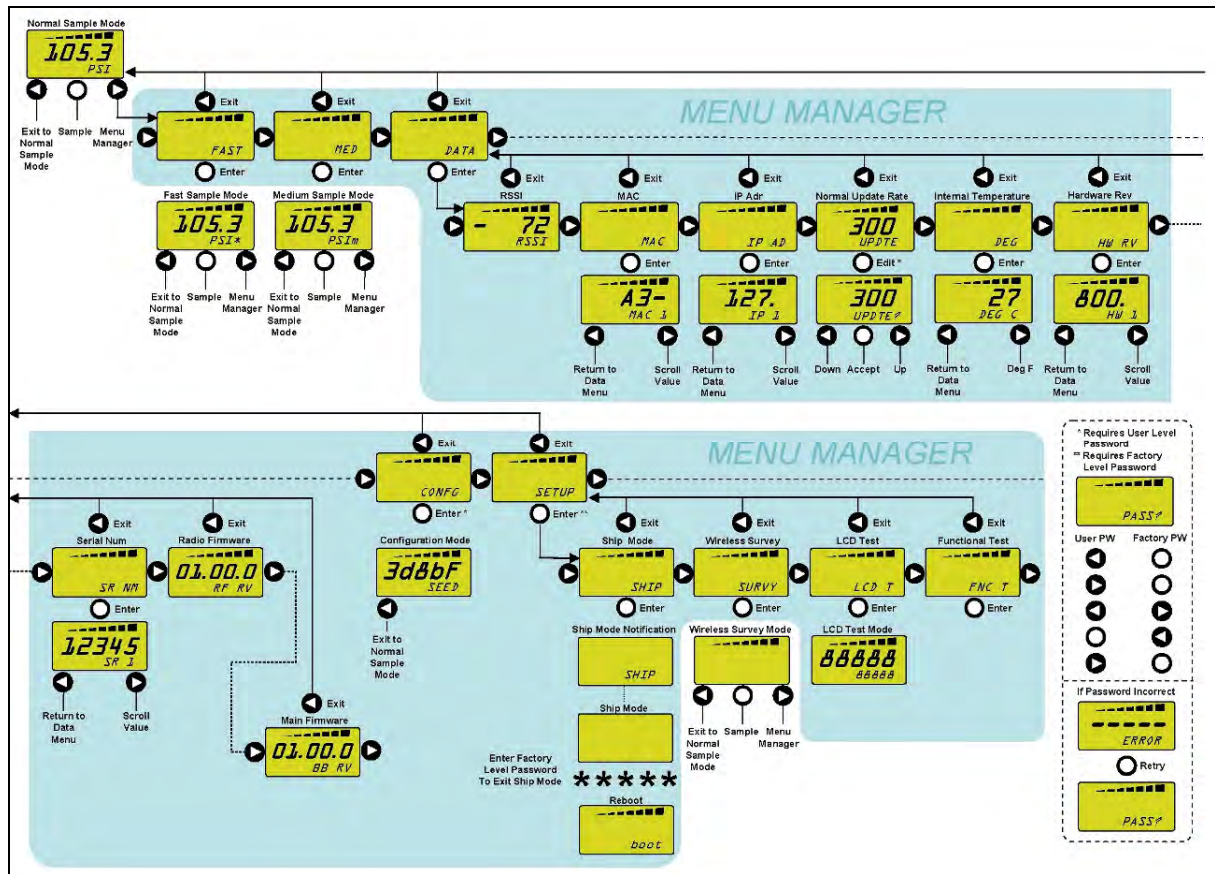 Normal Sample Mode
105.3
PSI
Exit to
Normal
Sample
Mode
Sample
Menu
Manager
MENU MANAGER
Exit
Exit
Exit
FAST
MED
DATA
Enter
Enter
Enter
Fast Sample Mode
105.3
PSI*
Exit to
Normal
Sample
Mode
Sample
Menu
Manager
Medium Sample Mode
105.3
PSIm
Exit to
Normal
Sample
Mode
Sample
Menu
Manager
Exit
RSSI
- 72
RSSI
Exit
MAC
MAC
Enter
A3-
MAC 1
Return to
Data
Menu
Scroll
Value
Exit
IP Adr
IP AD
Enter
127.
IP 1
Return to
Data
Menu
Scroll
Value
Exit
Normal Update Rate
300
UPDTE
Edit *
300
UPDTE?
Down
Accept
Up
Exit
Internal Temperature
DEG
Enter
27
DEG C
Return to
Data
Menu
Deg F
Exit
Hardware Rev
HW RV
Enter
800.
HW 1
Return to
Data
Menu
Scroll
Value
MENU MANAGER
Exit
Exit
CONFG
SETUP
Enter *
Enter **
Exit
Serial Num
SR NM
Enter
12345
SR 1
Return to
Data
Menu
Scroll
Value
Exit
Radio Firmware
01.00.0
RF RV
Exit
Main Firmware
01.00.0
BB RV
Configuration Mode
3d8bF
SEED
Exit to
Normal
Sample
Mode
Exit
Ship Mode
SHIP
Enter
Ship Mode Notification
SHIP
Ship Mode
Enter Factory
Level Password
To Exit Ship Mode
*****
Reboot
boot
Exit
Wireless Survey
SURVY
Enter
Wireless Survey Mode
Exit to
Normal
Sample
Mode
Sample
Menu
Manager
Exit
LCD Test
LCD T
Enter
LCD Test Mode
88888
88888
Exit
Functional Test
FNC T
Enter
* Requires User Level
Password
** Requires Factory
Level Password
PASS?
User PW
Factory PW
If Password Incorrect
-----
ERROR
Retry
PASS?